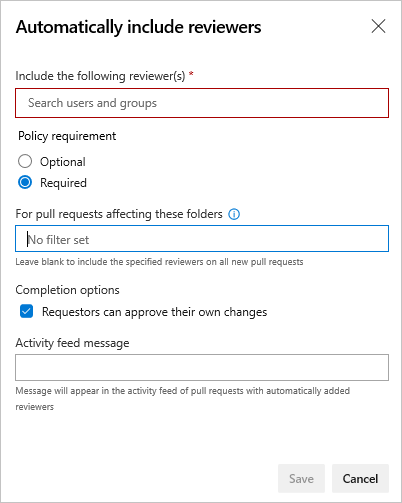 Automatically include reviewers
Include the following reviewer(s) *
Search users and groups
Policy requirement
Optional
Required
For pull requests affecting these folders
No filter set
Leave blank to include the specified reviewers on all new pull requests
Completion options
Requestors can approve their own changes
Activity feed message
Message will appear in the activity feed of pull requests with automatically added
reviewers
Save
Cancel